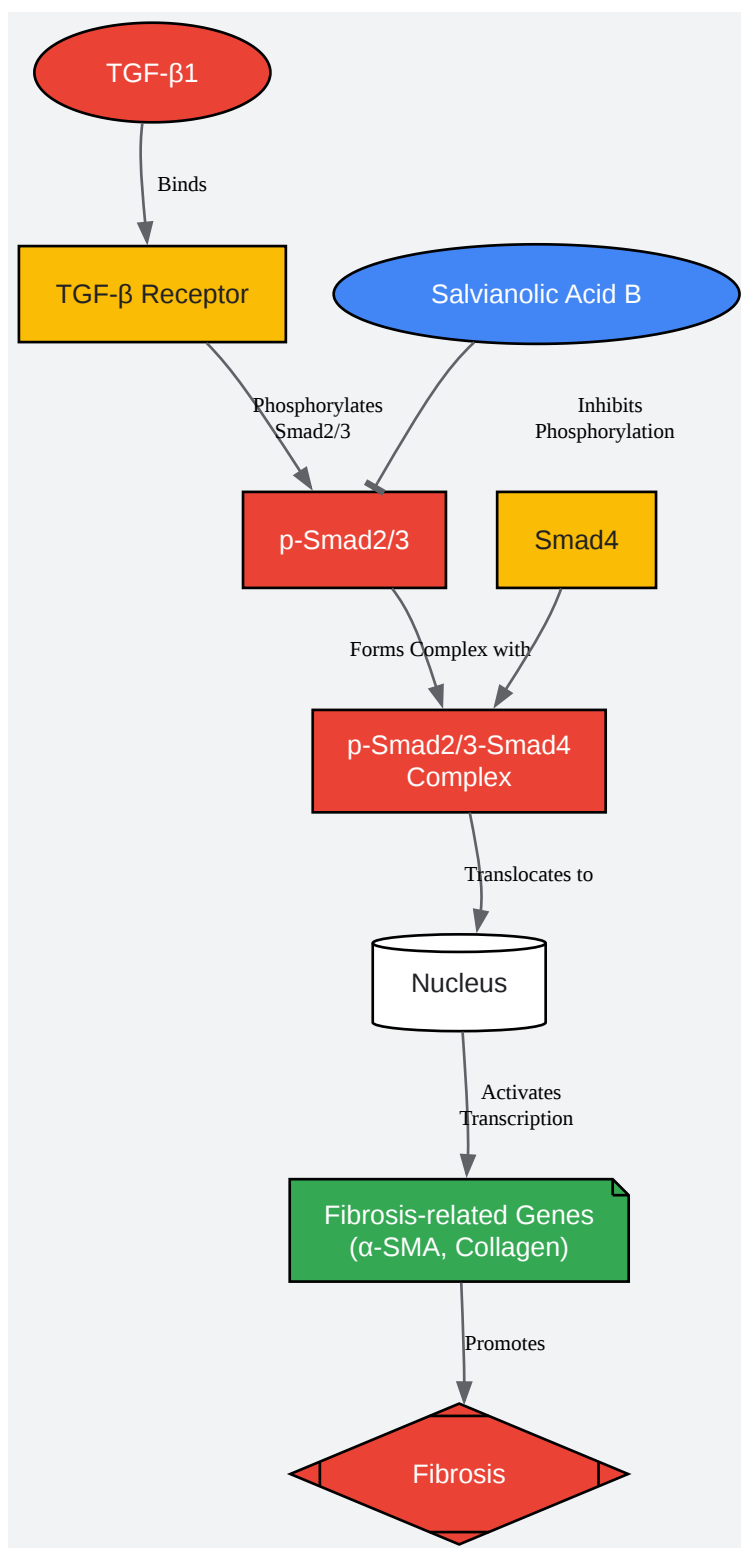 TGF-β1
Binds
TGF-β Receptor
Salvianolic Acid B
Phosphorylates
Smad2/3
Inhibits
Phosphorylation
p-Smad2/3
Smad4
Forms Complex with
p-Smad2/3-Smad4
Complex
Translocates to
Nucleus
Activates
Transcription
Fibrosis-related Genes
(α-SMA, Collagen)
Promotes
Fibrosis